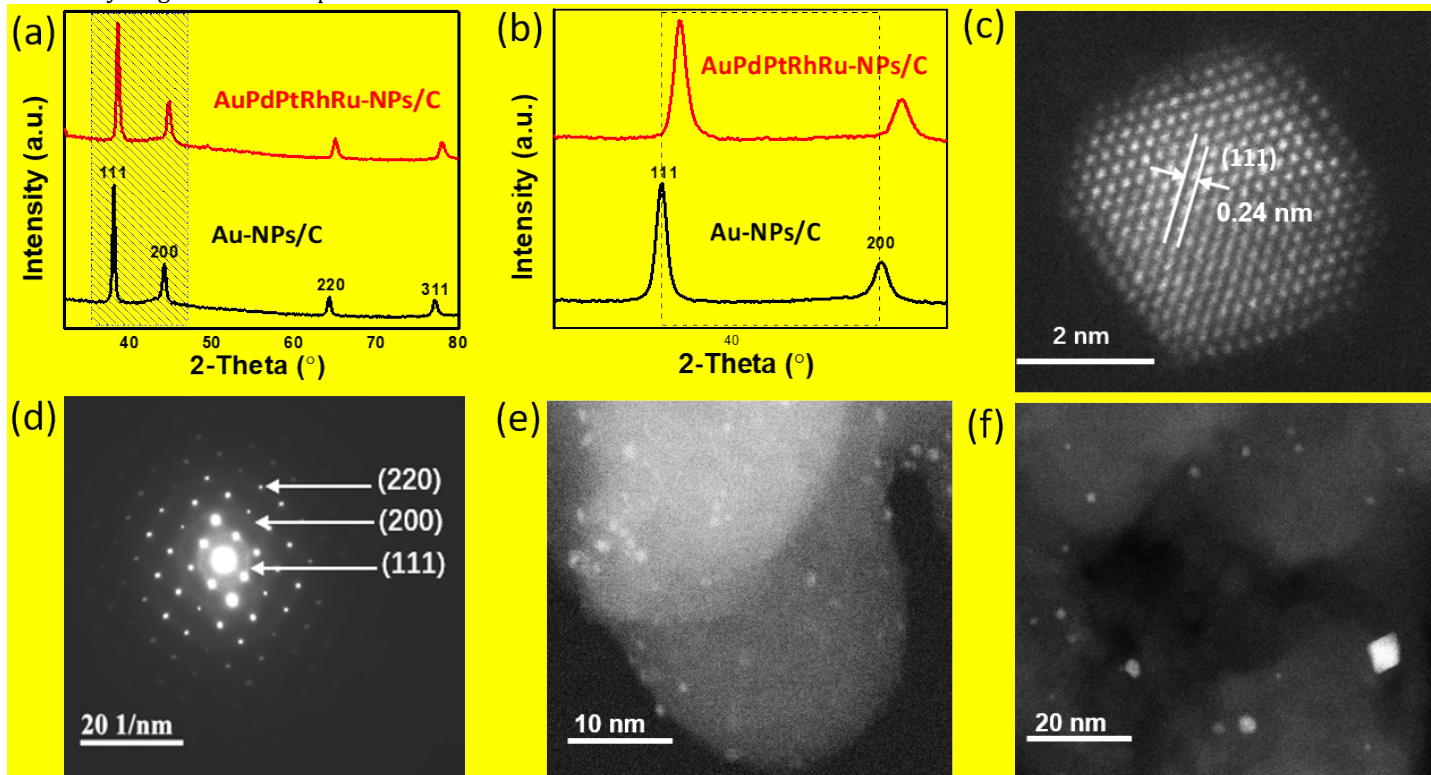 (a)
Intensity (a.u.)
AuPdPtRhRu-NPs/C
111
200
Au-NPs/C
220
311
40
50
60
70
80
2-Theta (°)
(b)
Intensity (a.u.)
AuPdPtRhRu-NPs/C
111
Au-NPs/C
200
40
2-Theta (°)
(c)
(111)
0.24 nm
2 nm
(d)
(220)
(200)
(111)
20 1/nm
(e)
10 nm
(f)
20 nm